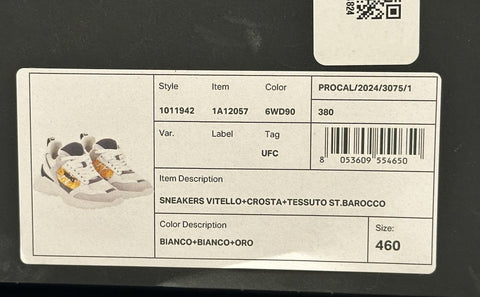 824
Style Item Color PROCAL/2024/3075/1
1011942 1A12057 6WD90 380
Var. Label Tag
UFC
8 053609 554650
Item Description
SNEAKERS VITELLO+CROSTA+TESSUTO ST.BAROCCO
Color Description
BIANCO+BIANCO+ORO
Size:
460